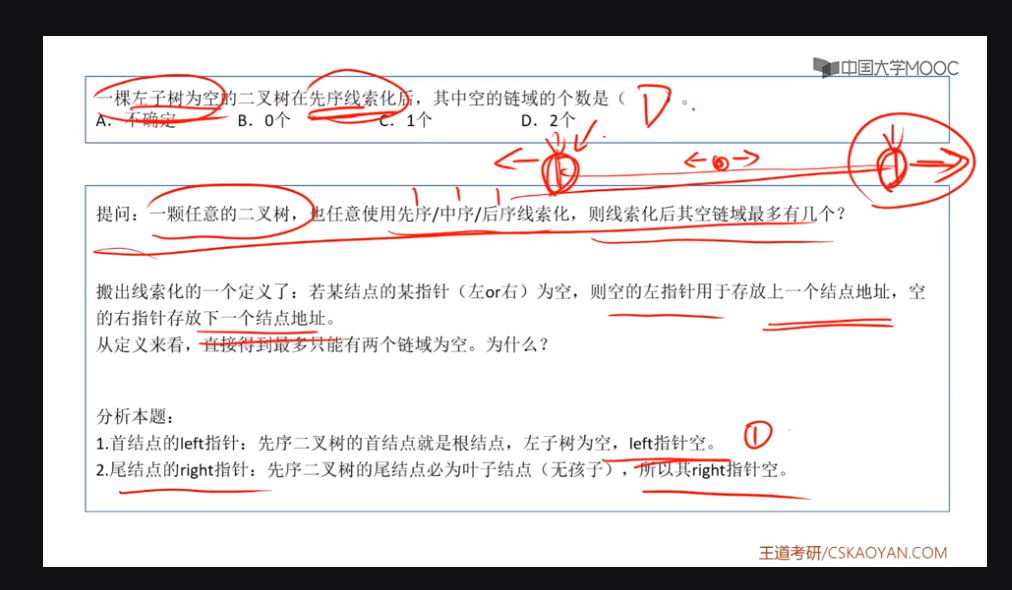 中国大学MOOC
一棵左子树为空的二叉树在先序线索化后，其中空的链域的个数是（ D ）。
A. 不确定 B. 0个 C. 1个 D. 2个
提问：一颗任意的二叉树，也任意使用先序/中序/后序线索化，则线索化后其空链域最多有几个？
搬出线索化的一个定义了：若某结点的某指针（左or右）为空，则空的左指针用于存放上一个结点地址，空
的右指针存放下一个结点地址。
从定义来看，直接得到最多只能有两个链域为空。为什么？
分析本题：
1.首结点的left指针：先序二叉树的首结点就是根结点，左子树为空，left指针空。 ①
2.尾结点的right指针：先序二叉树的尾结点必为叶子结点（无孩子），所以其right指针空。
王道考研/CSKAOYAN.COM